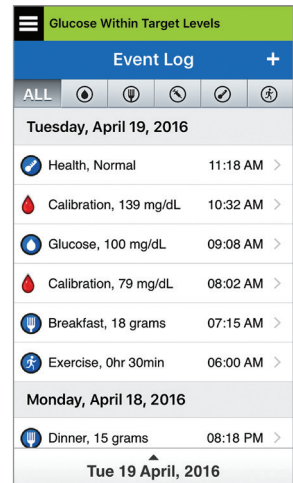 Glucose Within Target Levels
Event Log +
ALL
Tuesday, April 19, 2016
Health, Normal 11:18 AM >
Calibration, 139 mg/dL 10:32 AM >
Glucose, 100 mg/dL 09:08 AM >
Calibration, 79 mg/dL 08:02 AM >
Breakfast, 18 grams 07:15 AM >
Exercise, 0hr 30min 06:00 AM >
Monday, April 18, 2016
Dinner, 15 grams 08:18 PM >
Tue 19 April, 2016